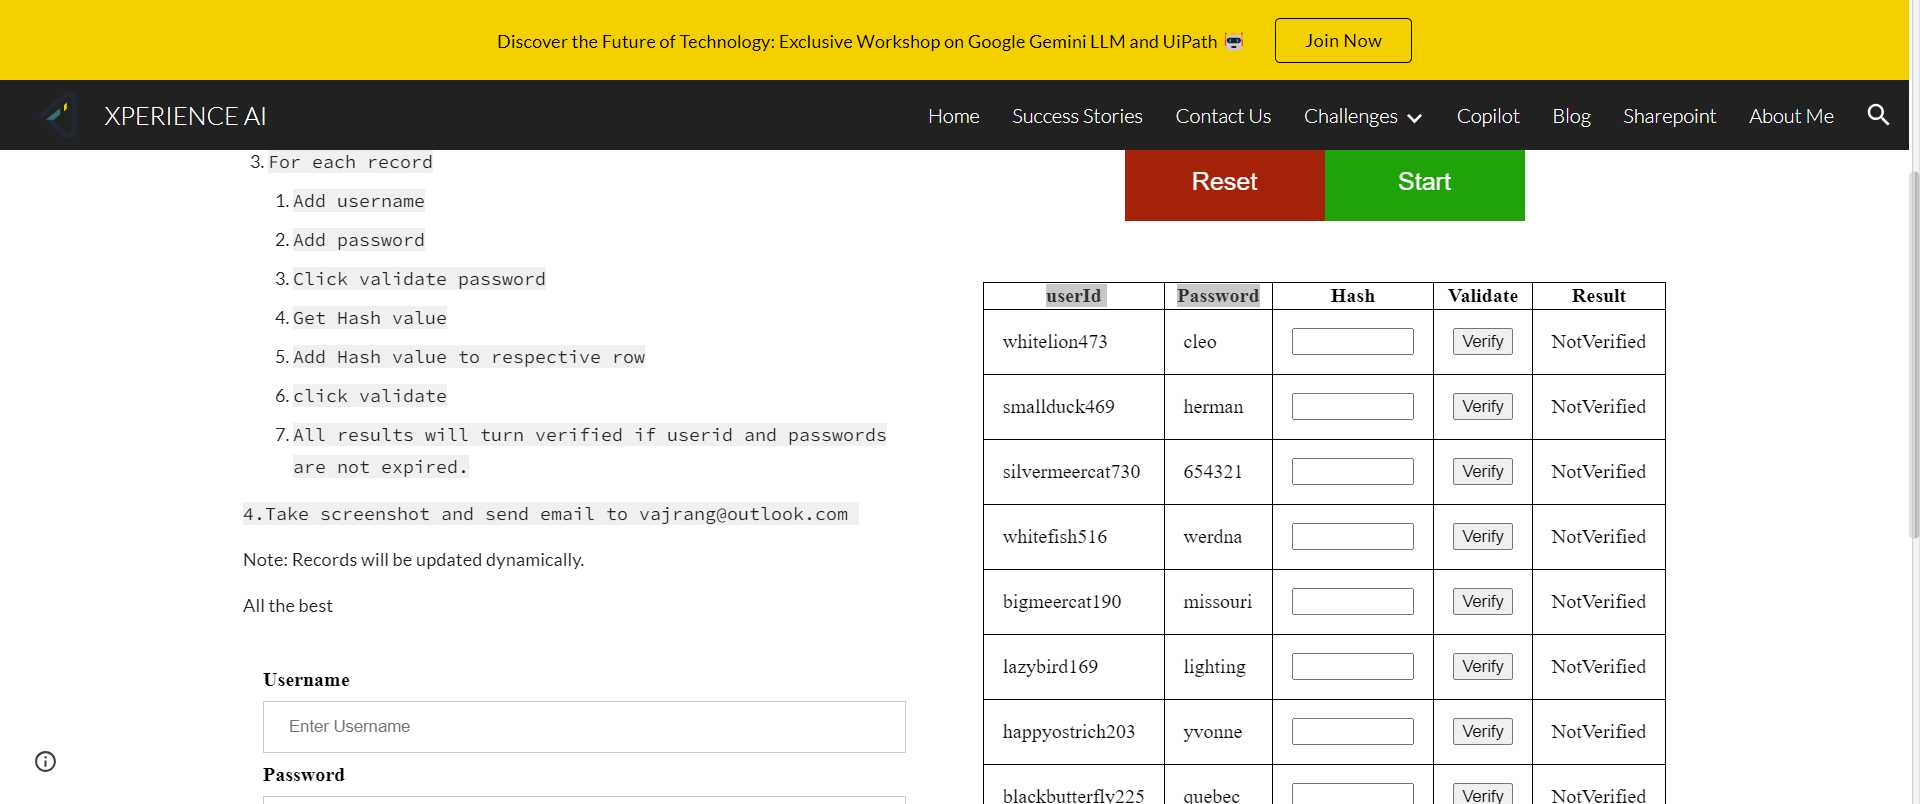 Discover the Future of Technology: Exclusive Workshop on Google Gemini LLM and UiPath
Join Now
XPERIENCE AI
Home Success Stories Contact Us Challenges Copilot Blog Sharepoint About Me
3. For each record
1. Add username
2. Add password
3. Click validate password
4. Get Hash value
5. Add Hash value to respective row
6. click validate
7. All results will turn verified if userid and passwords
are not expired.
4.Take screenshot and send email to vajrang@outlook.com
Note: Records will be updated dynamically.
All the best
Username
Enter Username
Password
Reset Start
userId Password Hash Validate Result
whitelion473 cleo Verify NotVerified
smallduck469 herman Verify NotVerified
silvermeercat730 654321 Verify NotVerified
whitefish516 werdna Verify NotVerified
bigmeercat190 missouri Verify NotVerified
lazybird169 lighting Verify NotVerified
happyostrich203 yvonne Verify NotVerified
blackbutterfly225 quebec Verify NotVerified